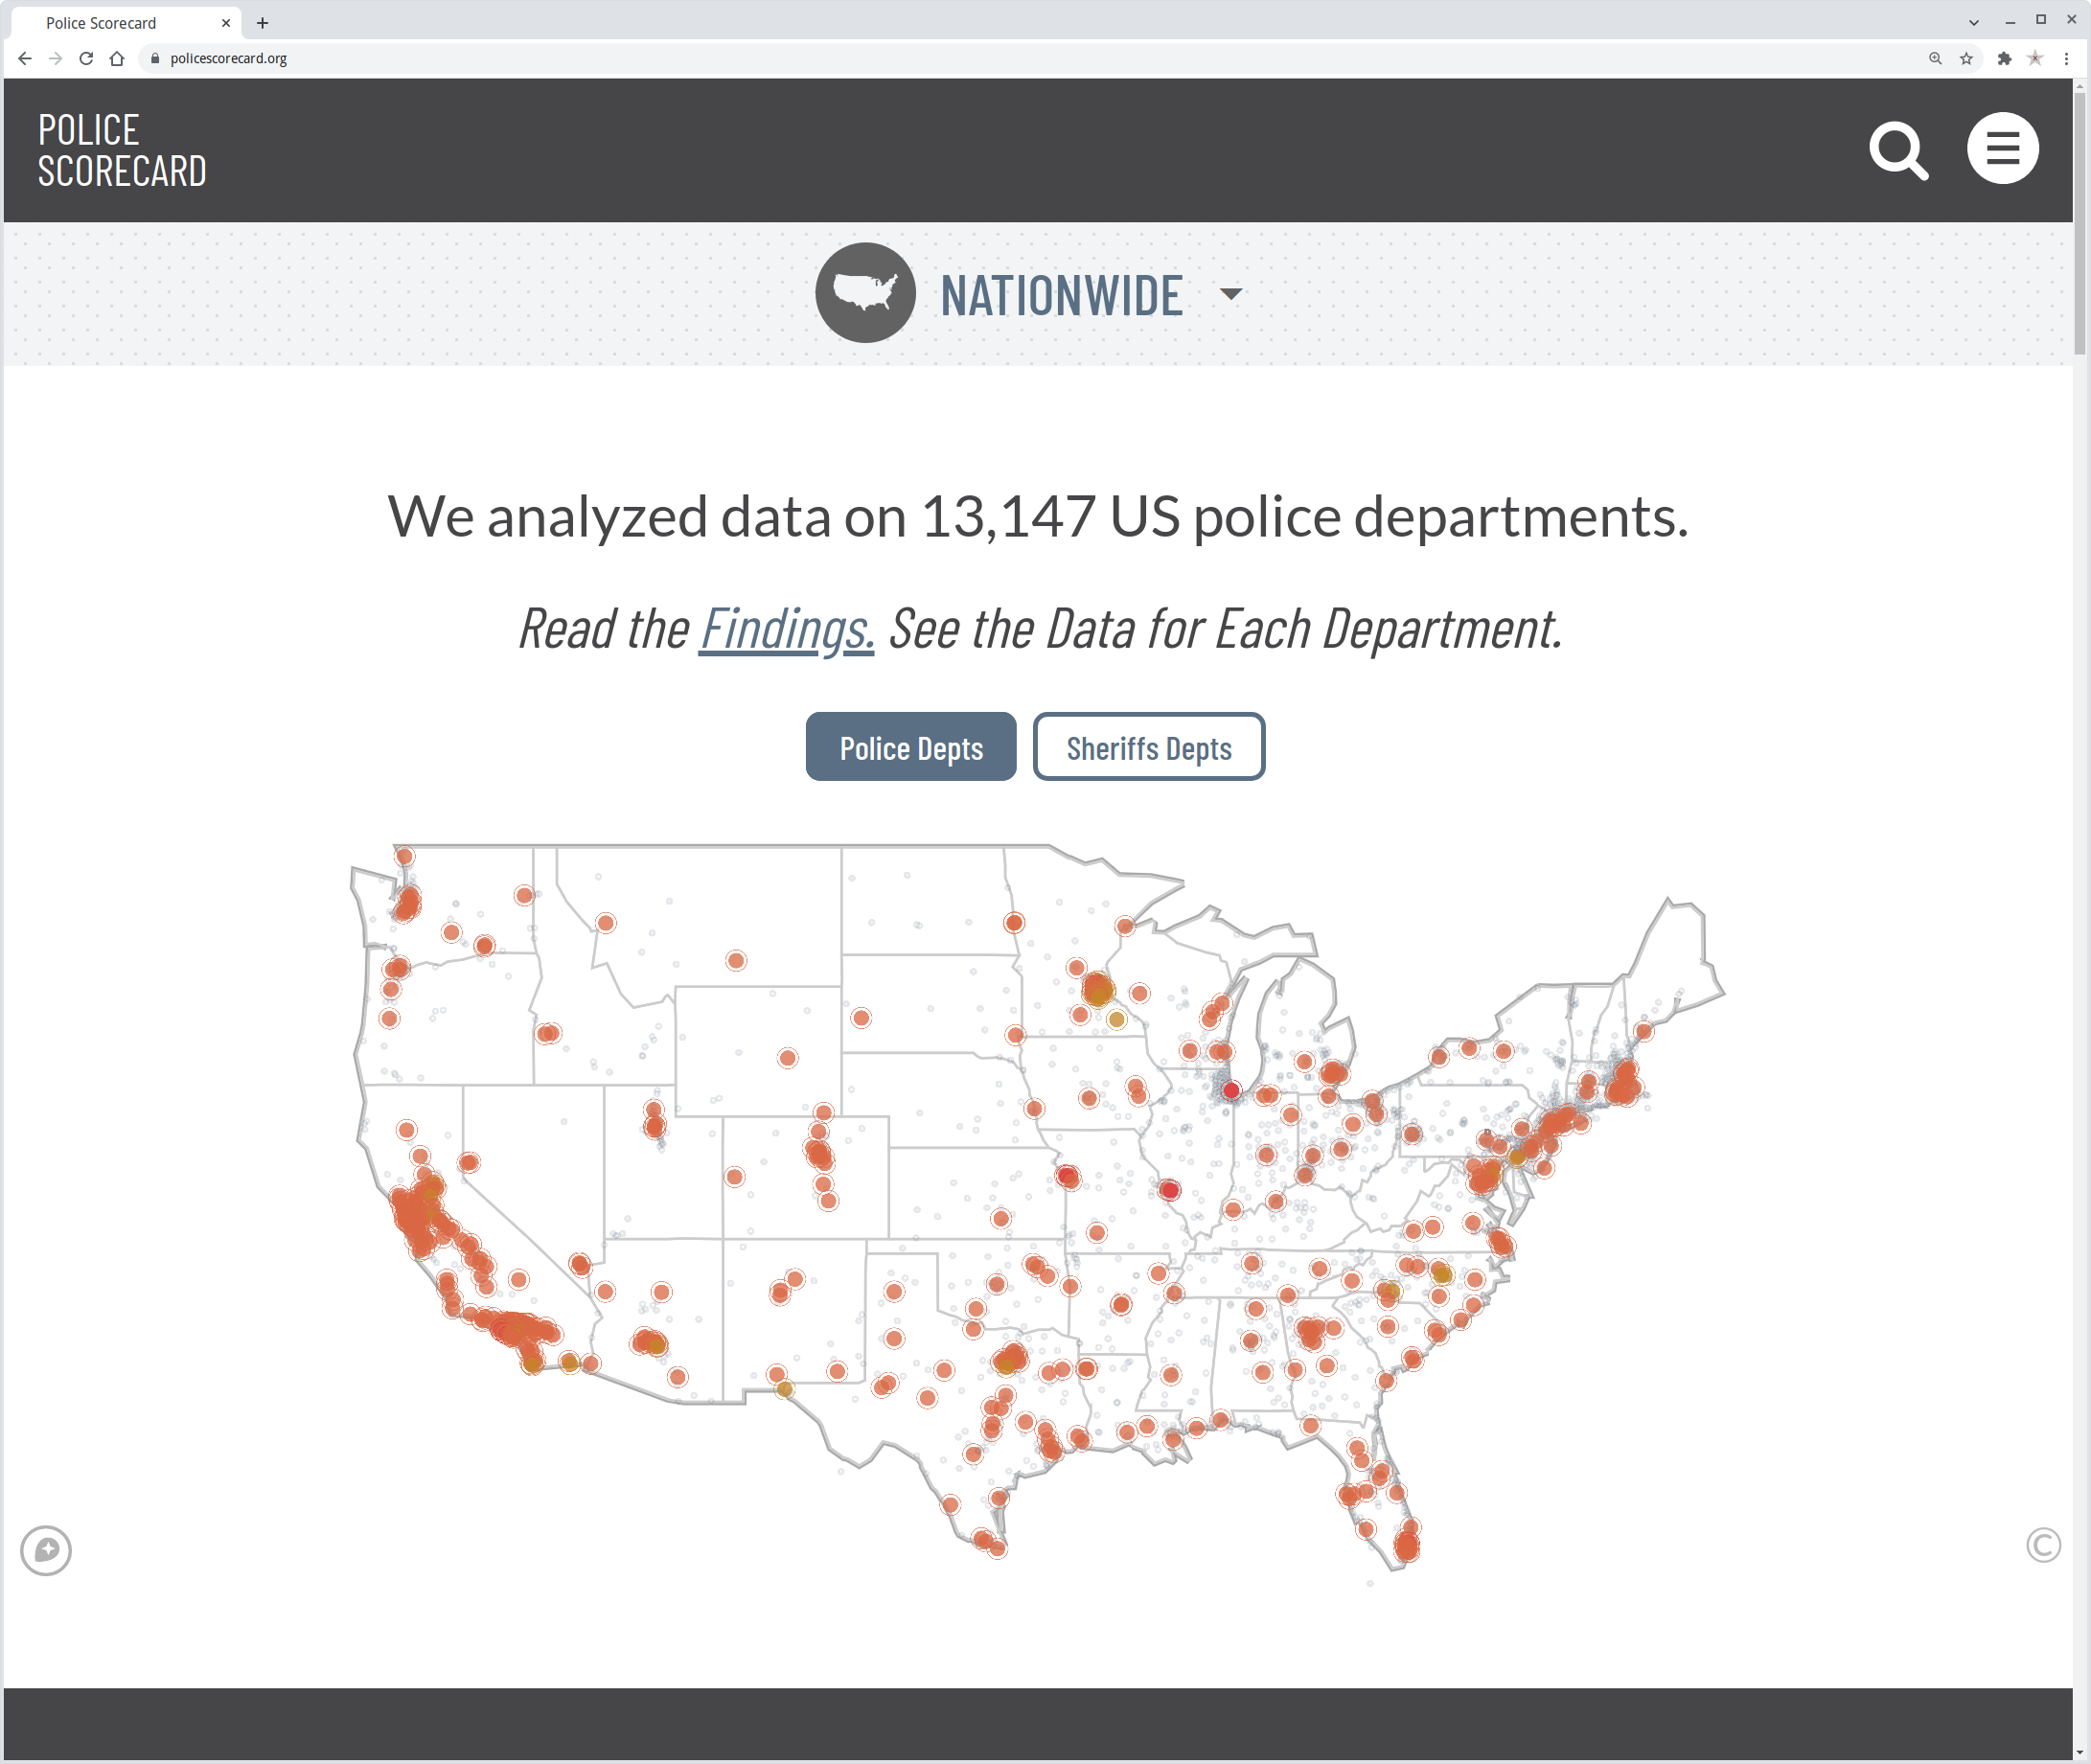 Police Scorecard
policescorecard.org
POLICE
SCORECARD
NATIONWIDE
We analyzed data on 13,147 US police departments.
Read the Findings. See the Data for Each Department.
Police Depts
Sheriffs Depts
©